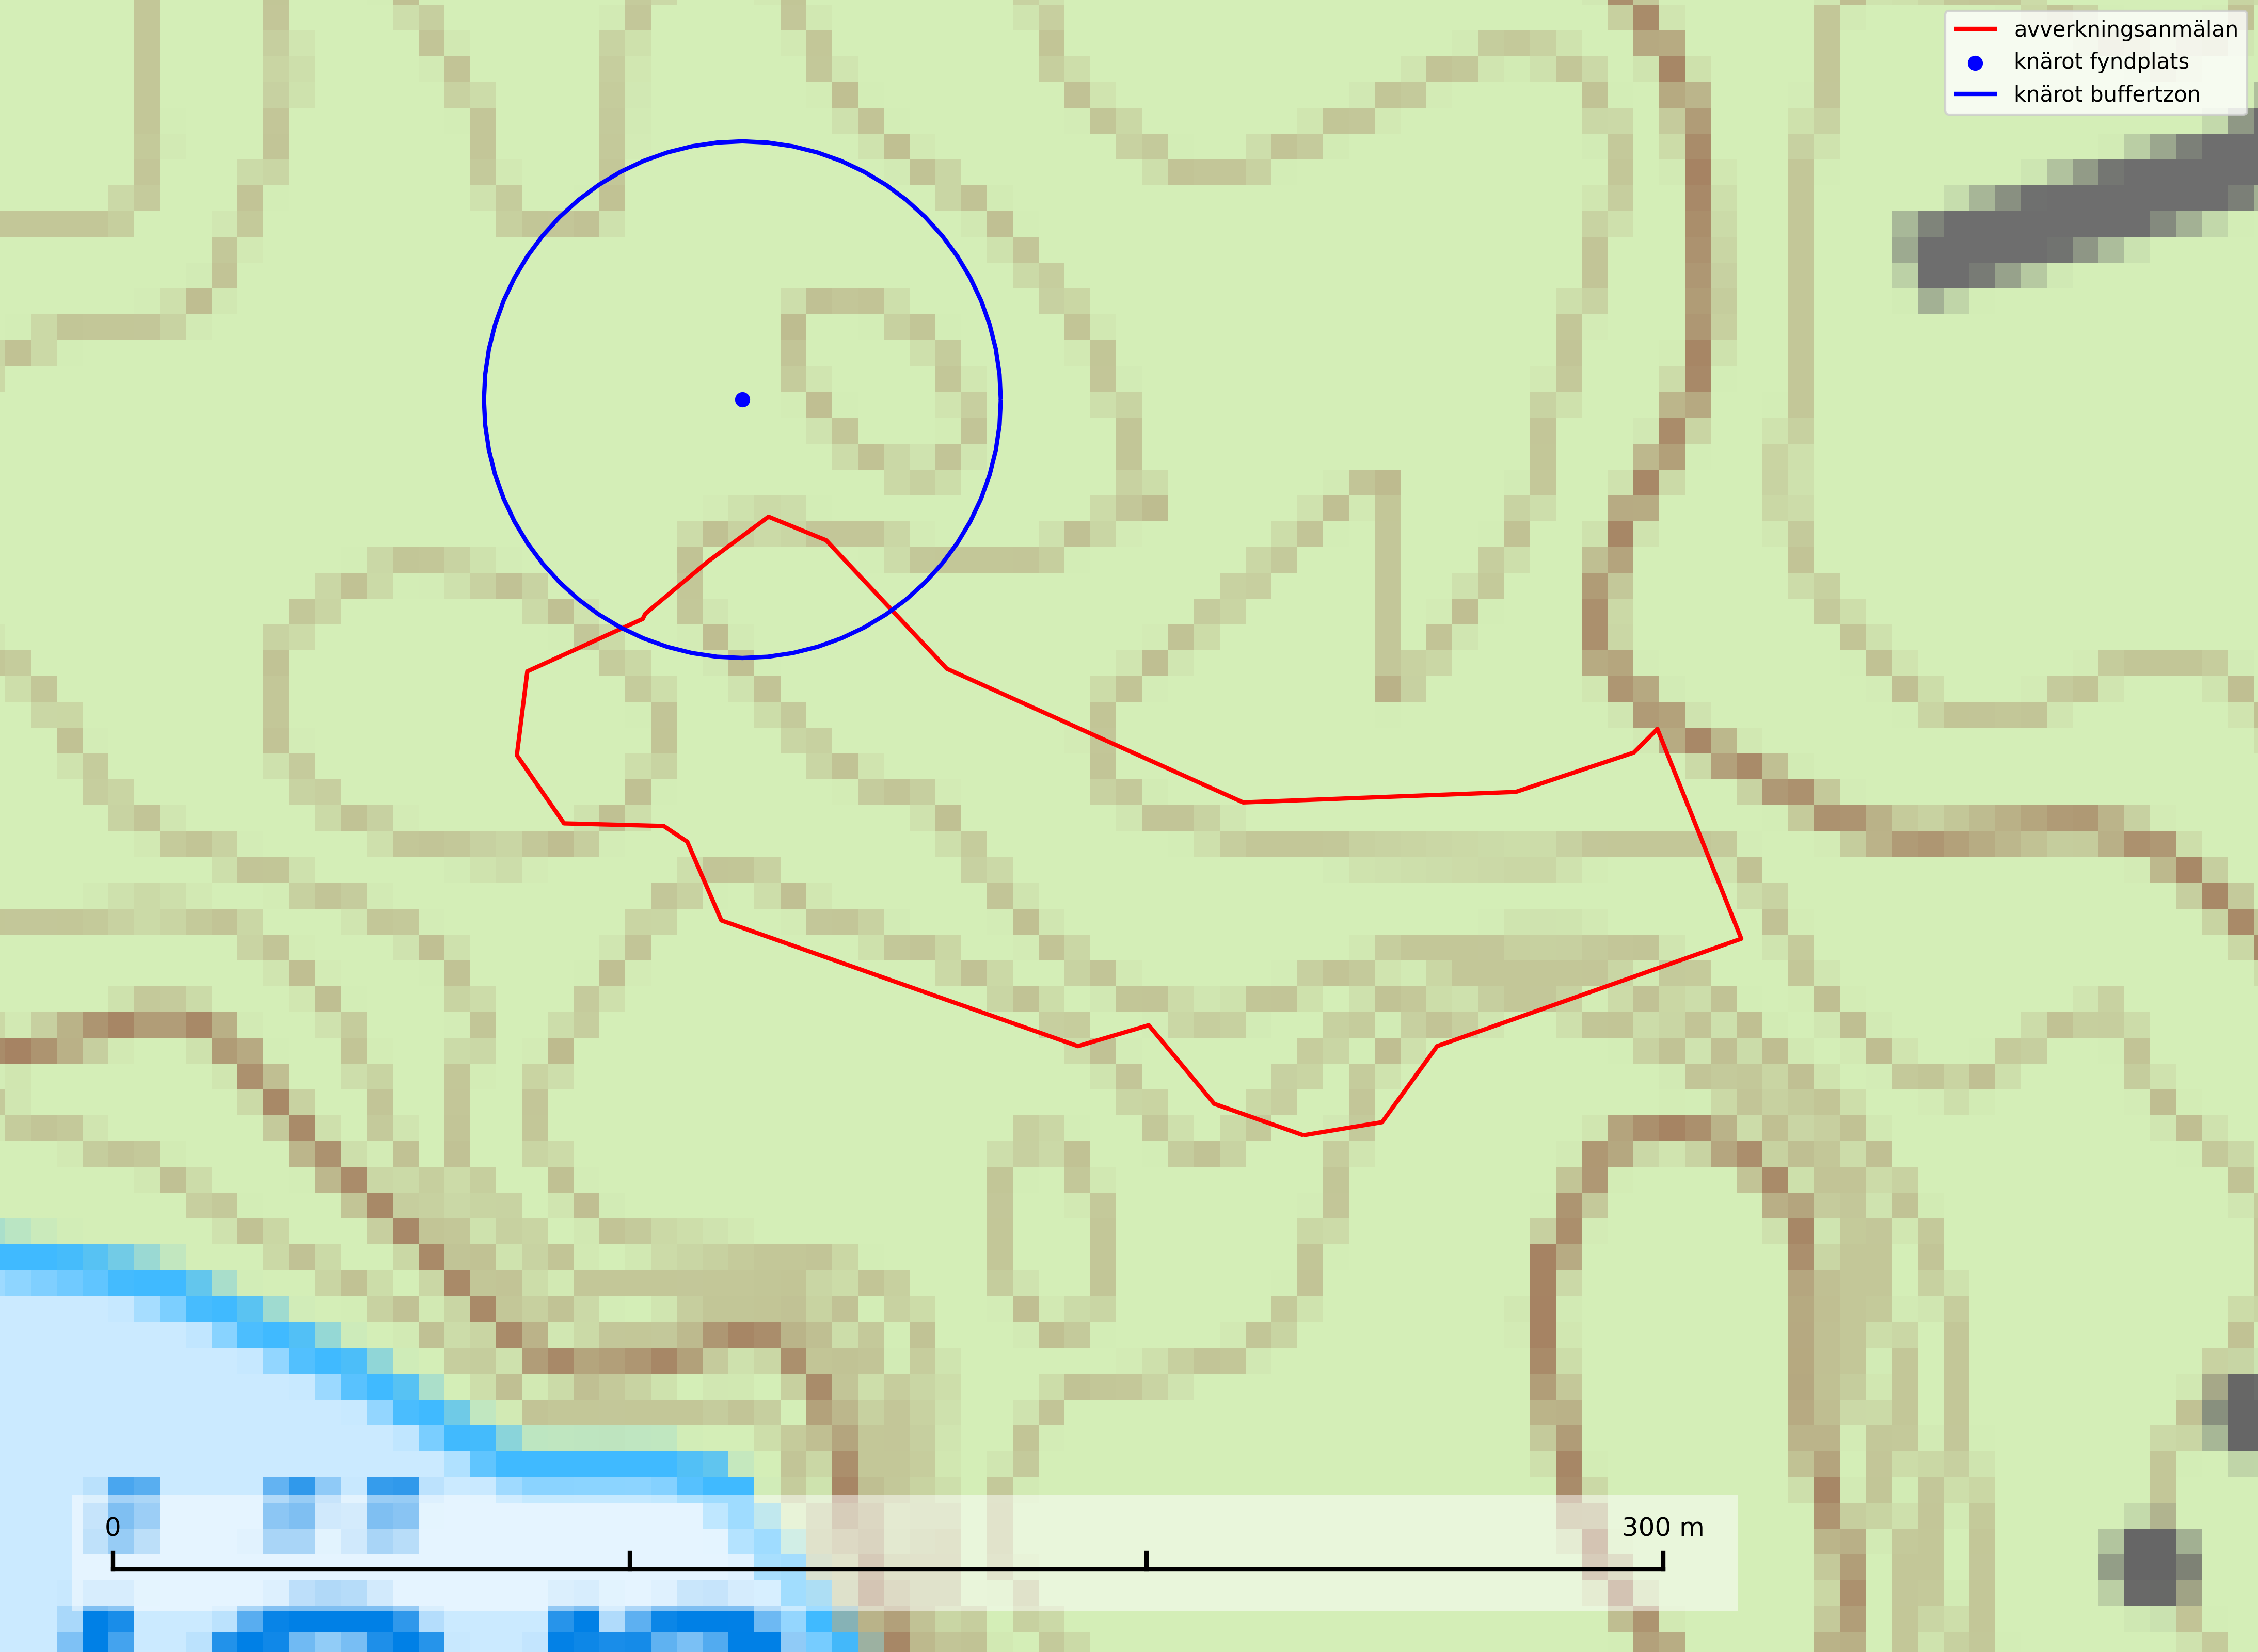 avverkningsanmälan
knärot fyndplats
knärot buffertzon
0
300 m